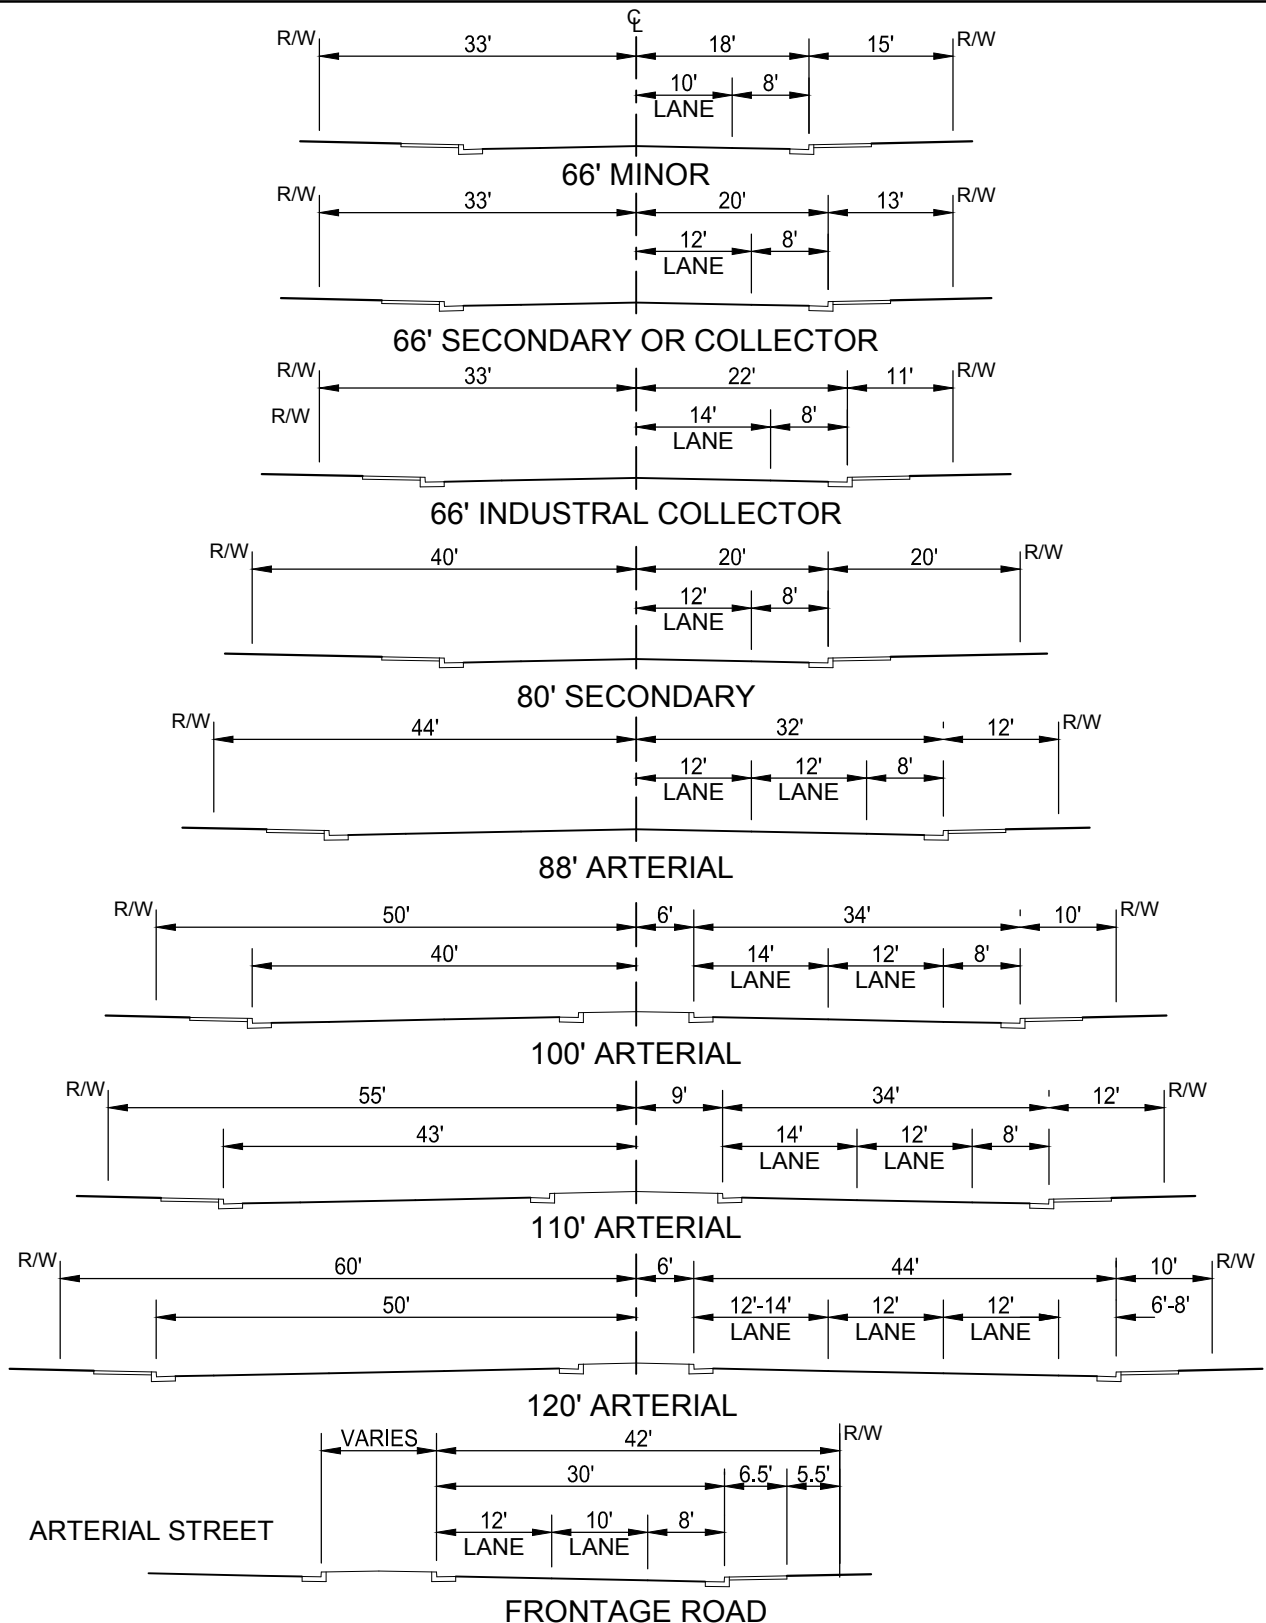 ℄
R/W 33' 18' 15' R/W
10' 8'
LANE
66' MINOR
R/W 33' 20' 13' R/W
12' 8'
LANE
66' SECONDARY OR COLLECTOR
R/W 33' 22' 11' R/W
R/W 14' 8'
LANE
66' INDUSTRAL COLLECTOR
R/W 40' 20' 20' R/W
12' 8'
LANE
80' SECONDARY
R/W 44' 32' 12' R/W
12' 12' 8'
LANE LANE
88' ARTERIAL
R/W 50' 6' 34' 10' R/W
40' 14' 12' 8'
LANE LANE
100' ARTERIAL
R/W 55' 9' 34' 12' R/W
43' 14' 12' 8'
LANE LANE
110' ARTERIAL
R/W 60' 6' 44' 10' R/W
50' 12'-14' 12' 12' 6'-8'
LANE LANE LANE
120' ARTERIAL
VARIES 42' R/W
30' 6.5' 5.5'
ARTERIAL STREET 12' 10' 8'
LANE LANE
FRONTAGE ROAD